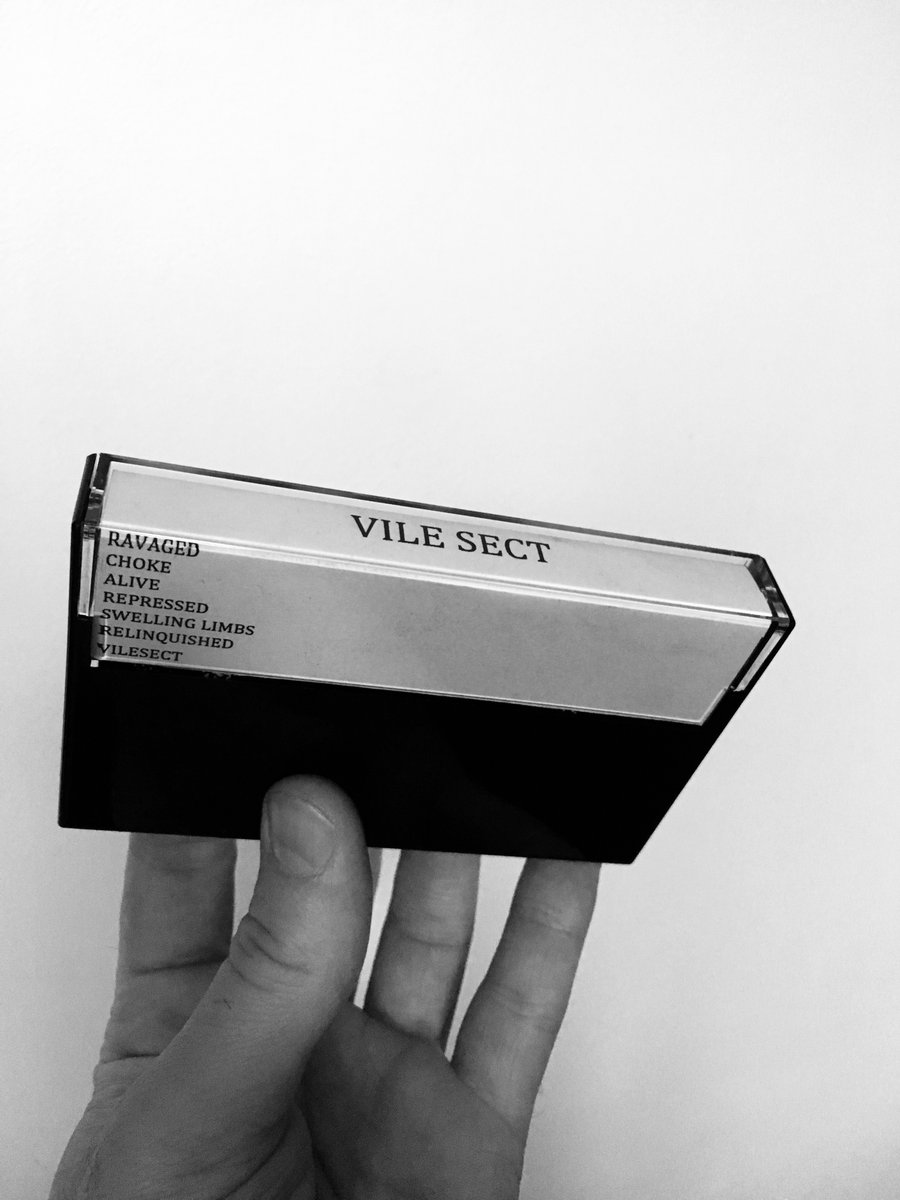 VILE SECT
RAVAGED
CHOKE
ALIVE
REPRESSED
SWELLING LIMBS
RELINQUISHED
VILESECT